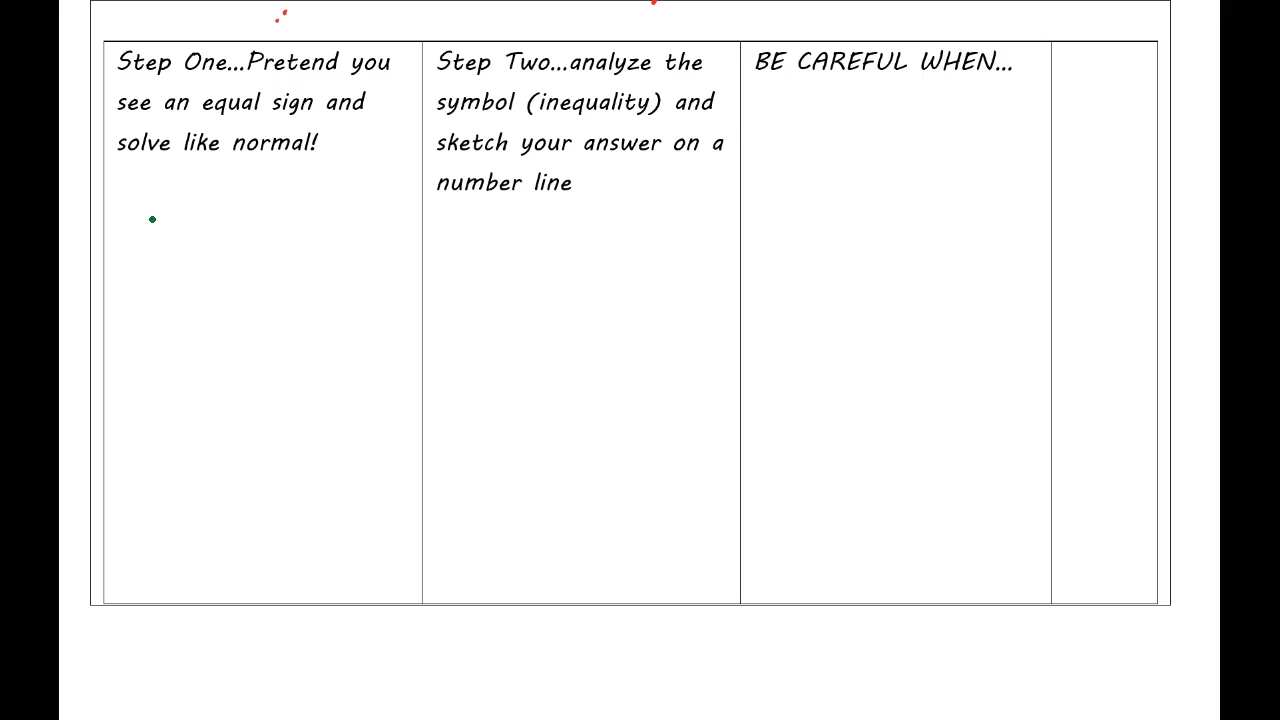 Step One...Pretend you
see an equal sign and
solve like normal!
Step Two...analyze the
symbol (inequality) and
sketch your answer on a
number line
BE CAREFUL WHEN...